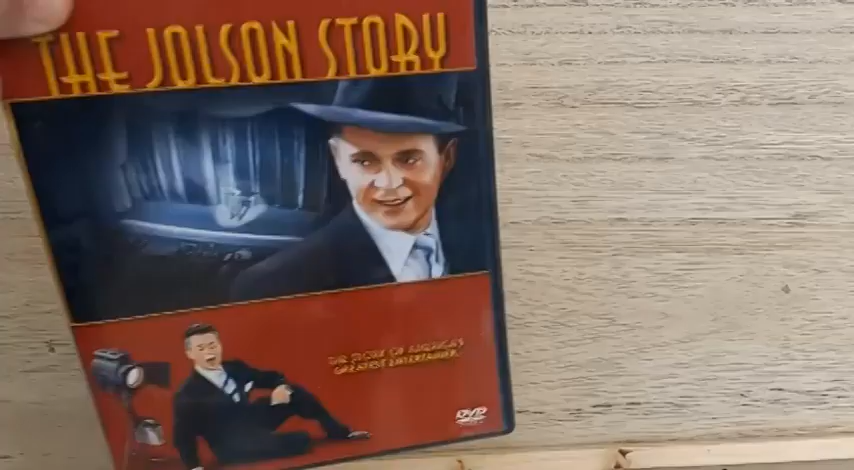 THE JOLSON STORY
THE STORY OF AMERICA'S
GREATEST ENTERTAINER.
DVD